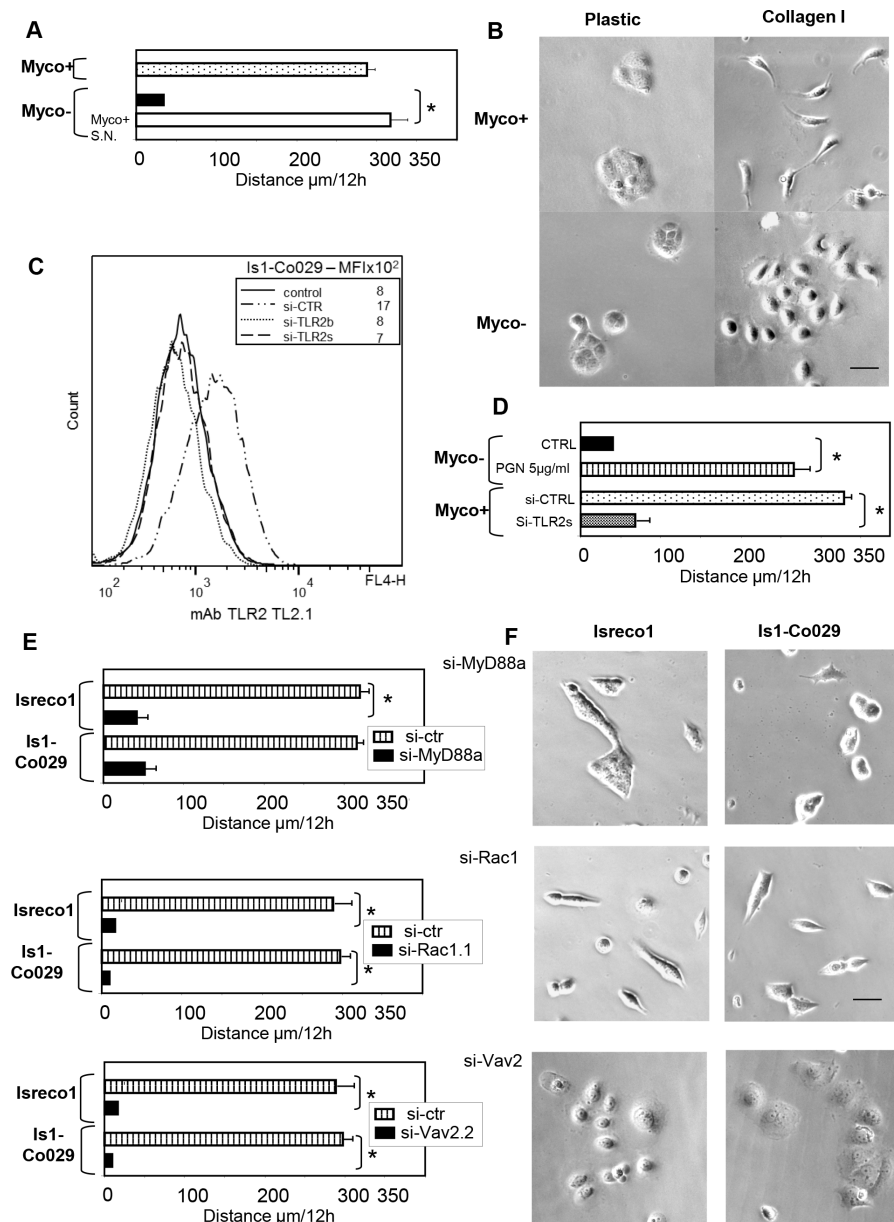 A
Myco+
Myco-
Myco+
S.N.
0 100 200 300 350
Distance µm/12h
*
B
Plastic Collagen I
Myco+
Myco-
C
Is1-Co029 – MFIx10²
control 8
si-CTR 17
si-TLR2b 8
si-TLR2s 7
Count
10² 10³ 10⁴ FL4-H
mAb TLR2 TL2.1
D
Myco-
CTRL
PGN 5µg/ml
*
Myco+
si-CTRL
Si-TLR2s
*
0 100 200 300 350
Distance µm/12h
E
Isreco1
Is1-
Co029
*
si-ctr
si-MyD88a
0 100 200 300 350
Distance µm/12h
Isreco1
Is1-
Co029
*
si-ctr
si-Rac1.1
*
0 100 200 300 350
Distance µm/12h
Isreco1
Is1-
Co029
*
si-ctr
si-Vav2.2
*
0 100 200 300 350
Distance µm/12h
F
Isreco1 Is1-Co029
si-MyD88a
si-Rac1
si-Vav2